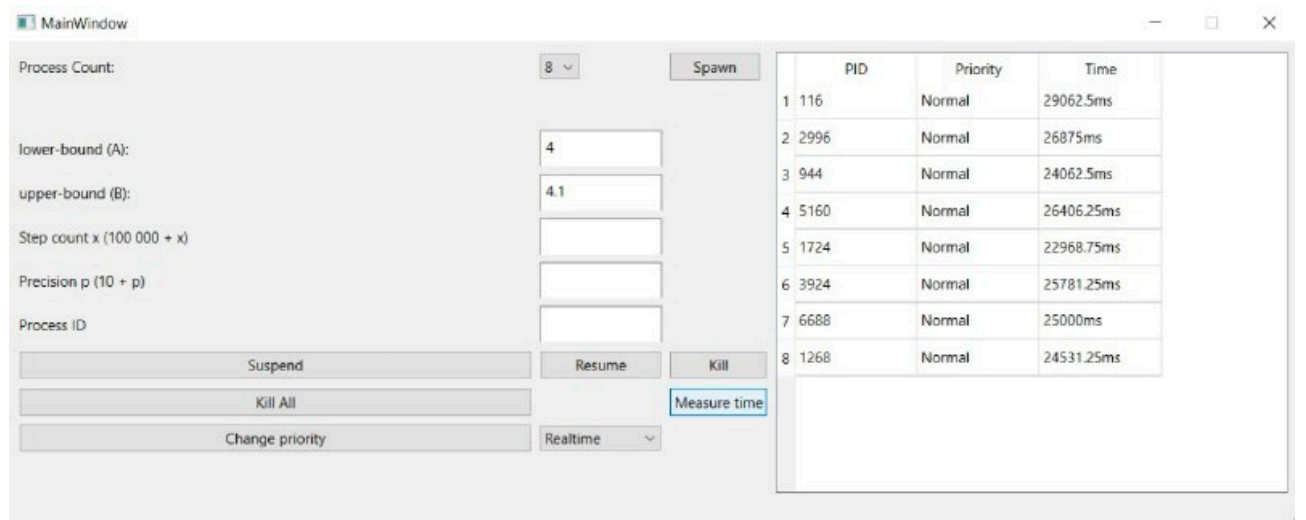 MainWindow
Process Count:
8
Spawn
lower-bound (A):
4
upper-bound (B):
4.1
Step count x (100 000 + x)
Precision p (10 + p)
Process ID
Suspend
Resume
Kill
Kill All
Measure time
Change priority
Realtime
PID Priority Time
1 116 Normal 29062.5ms
2 2996 Normal 26875ms
3 944 Normal 24062.5ms
4 5160 Normal 26406.25ms
5 1724 Normal 22968.75ms
6 3924 Normal 25781.25ms
7 6688 Normal 25000ms
8 1268 Normal 24531.25ms